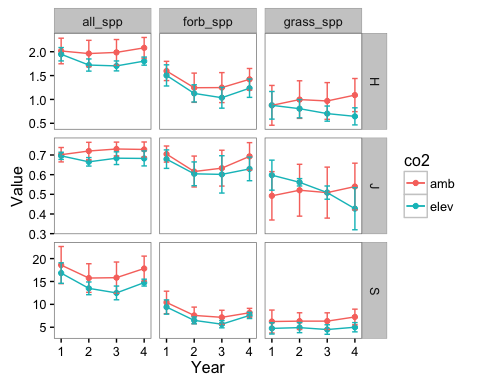 all_spp forb_spp grass_spp
2.0
1.5
1.0
0.5
H
0.7
0.6
0.5
0.4
0.3
J
20
15
10
5
S
Value
1 2 3 4 1 2 3 4 1 2 3 4
Year
co2
amb
elev